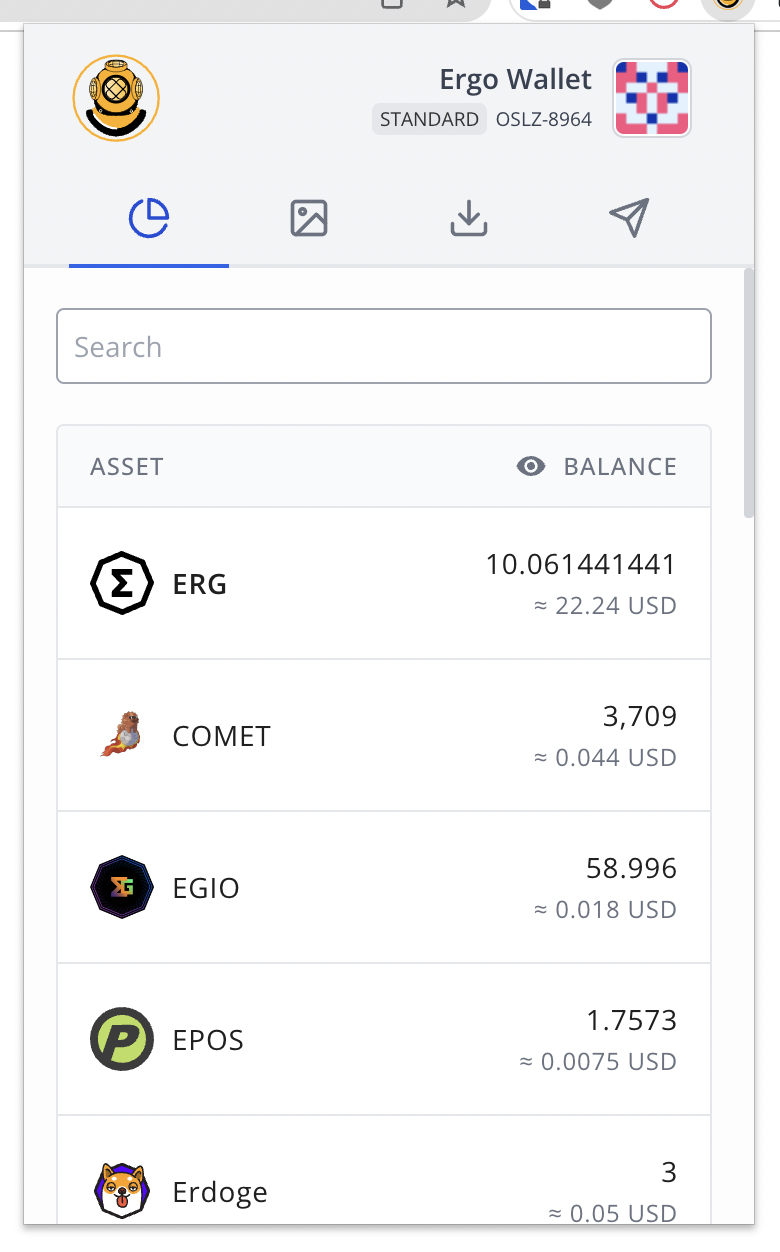 Ergo Wallet
STANDARD OSLZ-8964
Search
ASSET BALANCE
Σ ERG 10.061441441
≈ 22.24 USD
COMET 3,709
≈ 0.044 USD
ΣG EGIO 58.996
≈ 0.018 USD
P EPOS 1.7573
≈ 0.0075 USD
Erdoge 3
≈ 0.05 USD